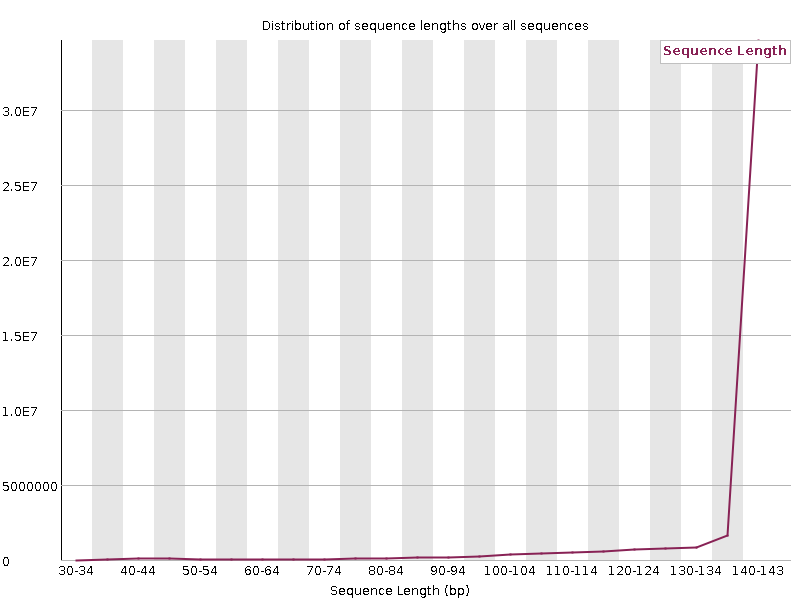 Distribution of sequence lengths over all sequences
Sequence Length
3.0E7
2.5E7
2.0E7
1.5E7
1.0E7
5000000
0
30-34 40-44 50-54 60-64 70-74 80-84 90-94 100-104 110-114 120-124 130-134 140-143
Sequence Length (bp)